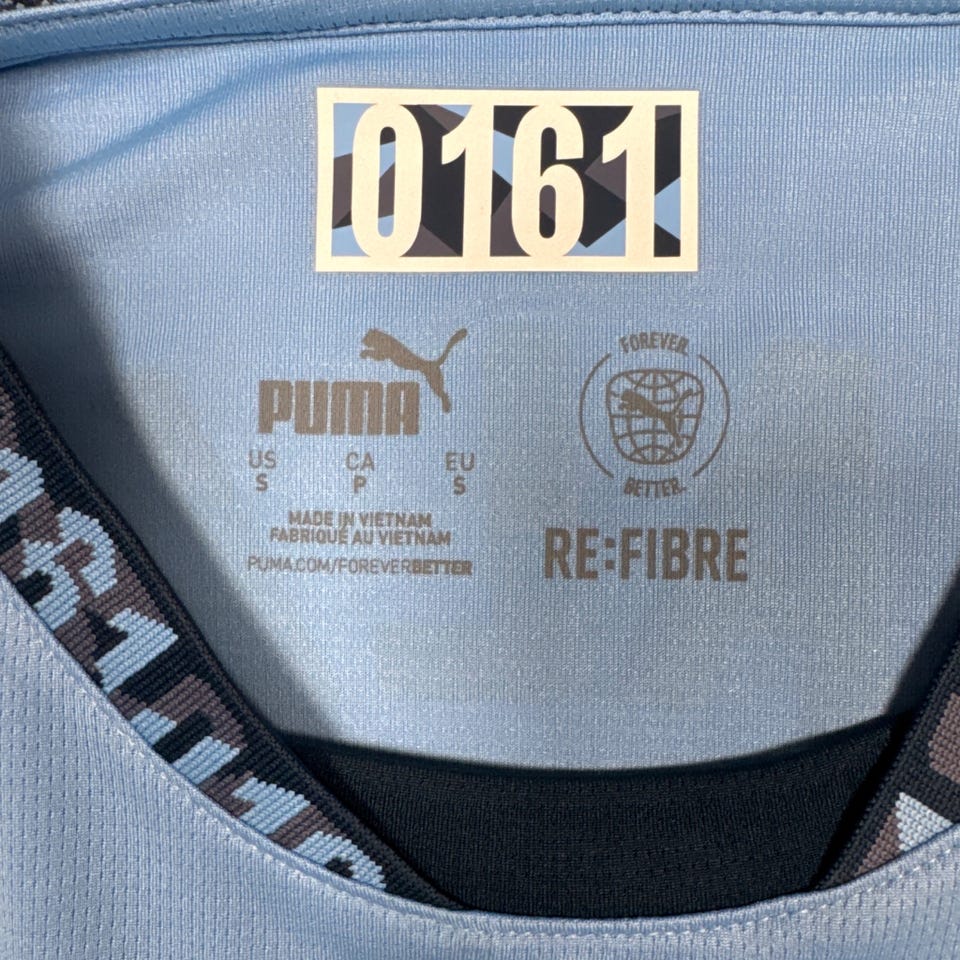 0161
PUMA
US CA EU
S P S
MADE IN VIETNAM
FABRIQUÉ AU VIETNAM
PUMA.COM/FOREVERBETTER
FOREVER.
BETTER.
RE:FIBRE